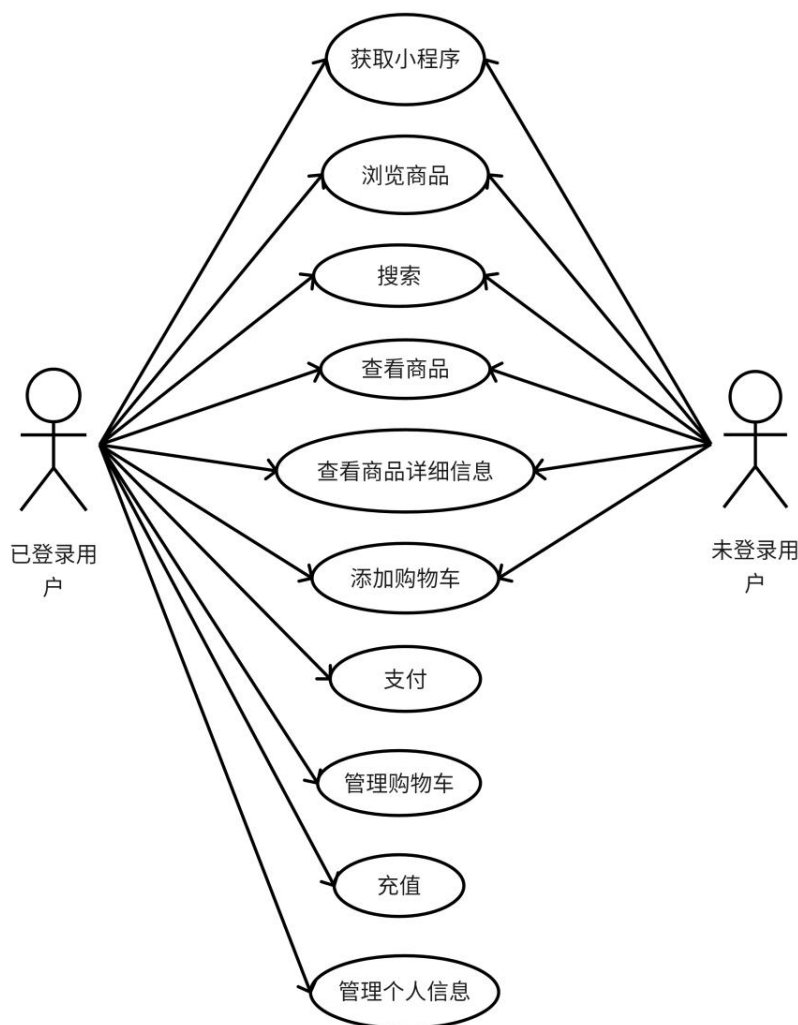 获取小程序
浏览商品
搜索
查看商品
查看商品详细信息
已登录用
户
未登录用
户
添加购物车
支付
管理购物车
充值
管理个人信息